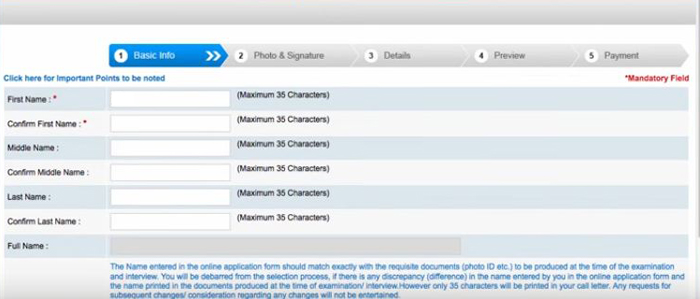 1 Basic Info 2 Photo & Signature 3 Details 4 Preview 5 Payment
Click here for Important Points to be noted *Mandatory Field
First Name : * (Maximum 35 Characters)
Confirm First Name : * (Maximum 35 Characters)
Middle Name : (Maximum 35 Characters)
Confirm Middle Name : (Maximum 35 Characters)
Last Name : (Maximum 35 Characters)
Confirm Last Name : (Maximum 35 Characters)
Full Name :
The Name entered in the online application form should match exactly with the requisite documents (photo ID etc.) to be produced at the time of the examination
and interview. You will be debarred from the selection process, if there is any discrepancy (difference) in the name entered by you in the online application form and
the name printed in the documents produced at the time of examination/ interview.However only 35 characters will be printed in your call letter. Any requests for
subsequent changes/ consideration regarding any changes will not be entertained.